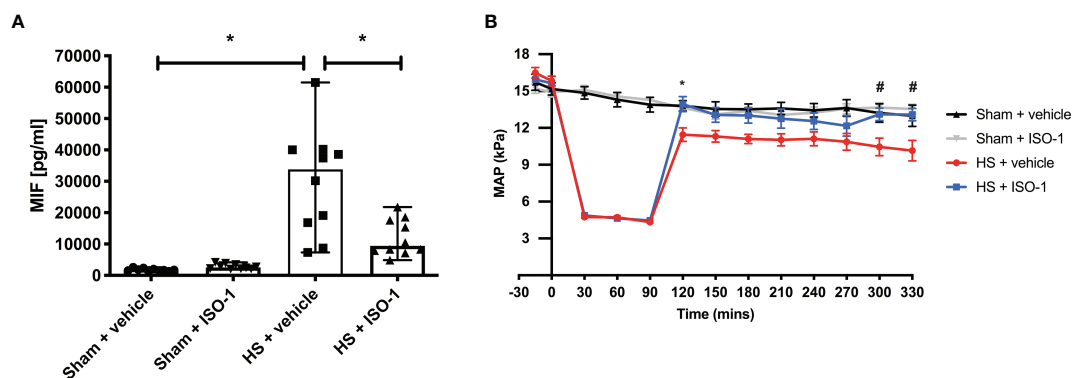 A
MIF [pg/ml]
70000
60000
50000
40000
30000
20000
10000
0
*
*
Sham + vehicle
Sham + ISO-1
HS + vehicle
HS + ISO-1
B
MAP (kPa)
18
15
12
9
6
3
*
#
#
-30 0 30 60 90 120 150 180 210 240 270 300 330
Time (mins)
Sham + vehicle
Sham + ISO-1
HS + vehicle
HS + ISO-1